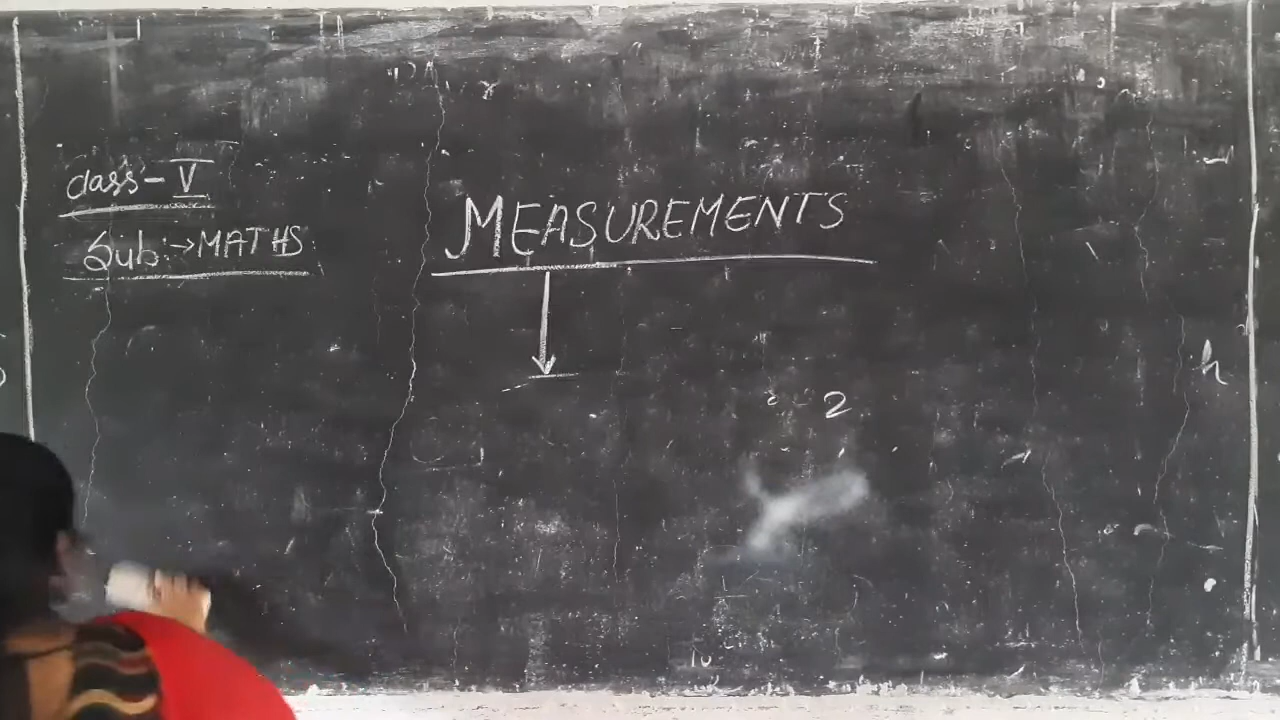 class - V
Sub :→ MATHS
MEASUREMENTS
2
h